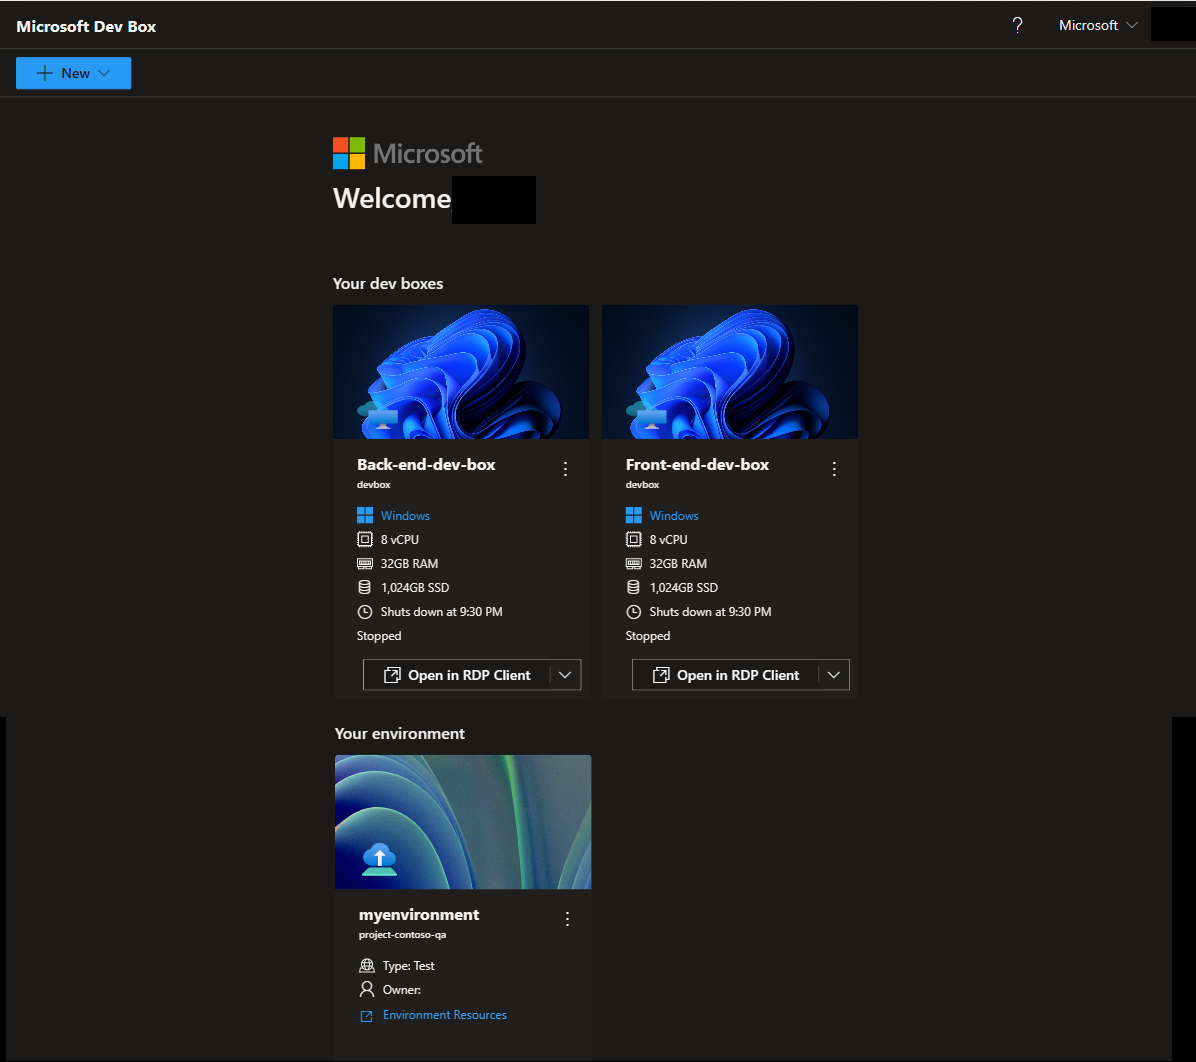 Microsoft Dev Box
?
Microsoft
New
Microsoft
Welcome
Your dev boxes
Back-end-dev-box
devbox
Windows
8 vCPU
32GB RAM
1,024GB SSD
Shuts down at 9:30 PM
Stopped
Open in RDP Client
Front-end-dev-box
devbox
Windows
8 vCPU
32GB RAM
1,024GB SSD
Shuts down at 9:30 PM
Stopped
Open in RDP Client
Your environment
myenvironment
project-contoso-qa
Type: Test
Owner:
Environment Resources